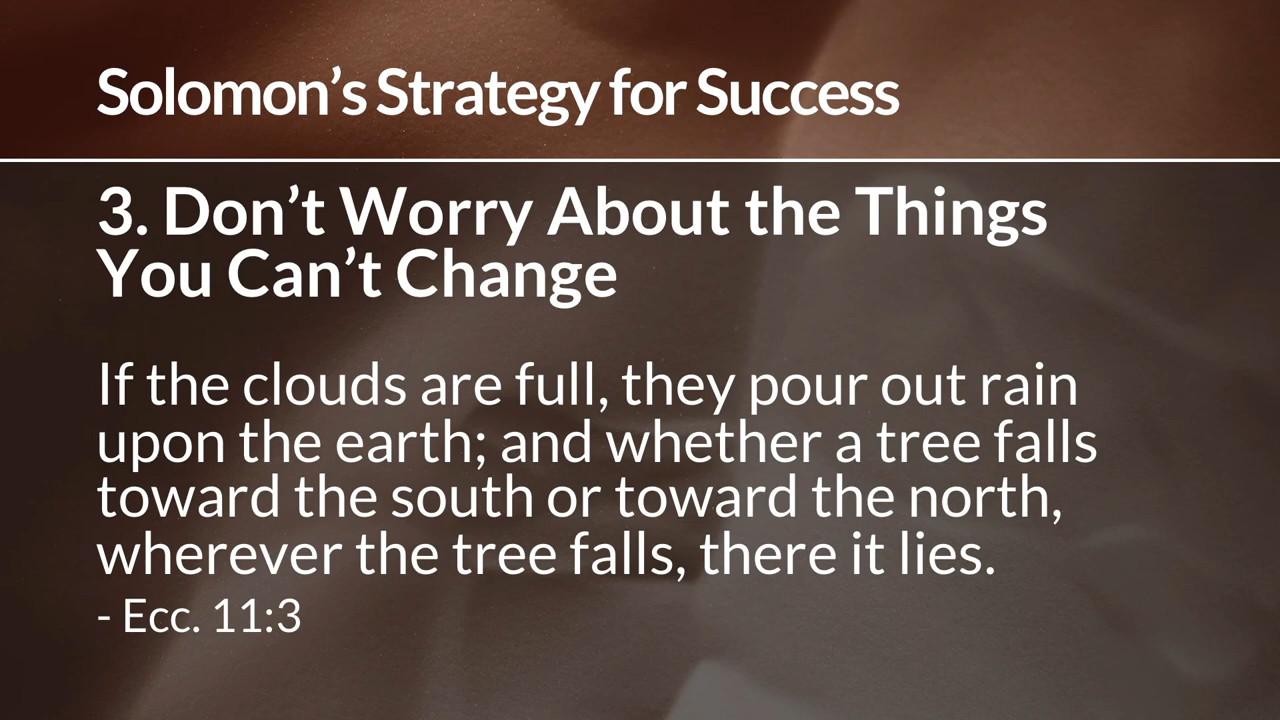 Solomon’s Strategy for Success
3. Don’t Worry About the Things
You Can’t Change
If the clouds are full, they pour out rain
upon the earth; and whether a tree falls
toward the south or toward the north,
wherever the tree falls, there it lies.
- Ecc. 11:3